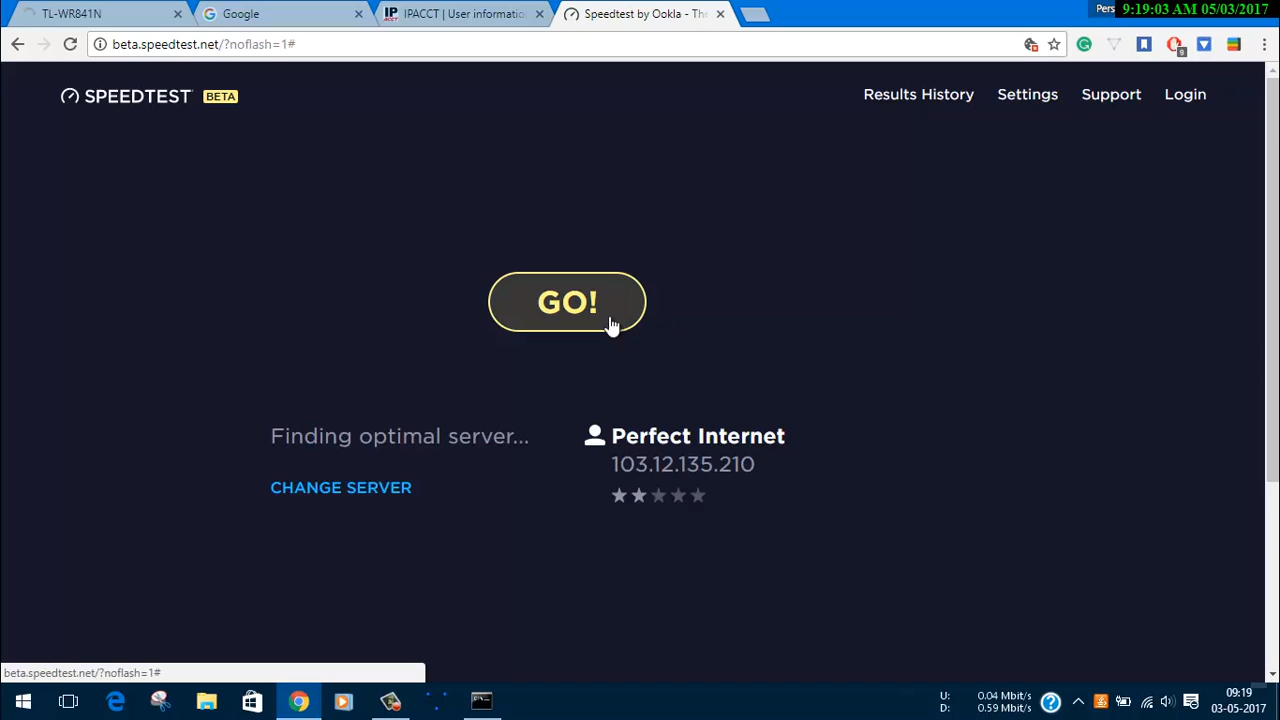 TL-WR841N
Google
IPACCT | User informatio
Speedtest by Ookla - The
Pers
9:19:03 AM 05/03/2017
beta.speedtest.net/?noflash=1#
9
SPEEDTEST BETA
Results History
Settings
Support
Login
GO!
Finding optimal server...
CHANGE SERVER
Perfect Internet
103.12.135.210
beta.speedtest.net/?noflash=1#
U: 0.04 Mbit/s
D: 0.59 Mbit/s
09:19
03-05-2017